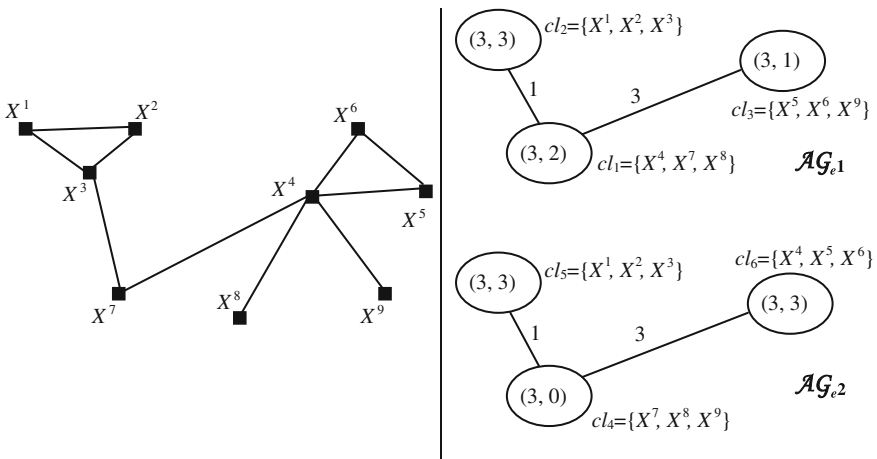 X¹
X²
X³
X⁴
X⁵
X⁶
X⁷
X⁸
X⁹
(3, 3)
cl₂={X¹, X², X³}
1
3
(3, 1)
cl₃={X⁵, X⁶, X⁹}
(3, 2)
cl₁={X⁴, X⁷, X⁸}
𝒜𝒢ₑ1
(3, 3)
cl₅={X¹, X², X³}
cl₆={X⁴, X⁵, X⁶}
(3, 3)
1
3
(3, 0)
𝒜𝒢ₑ2
cl₄={X⁷, X⁸, X⁹}